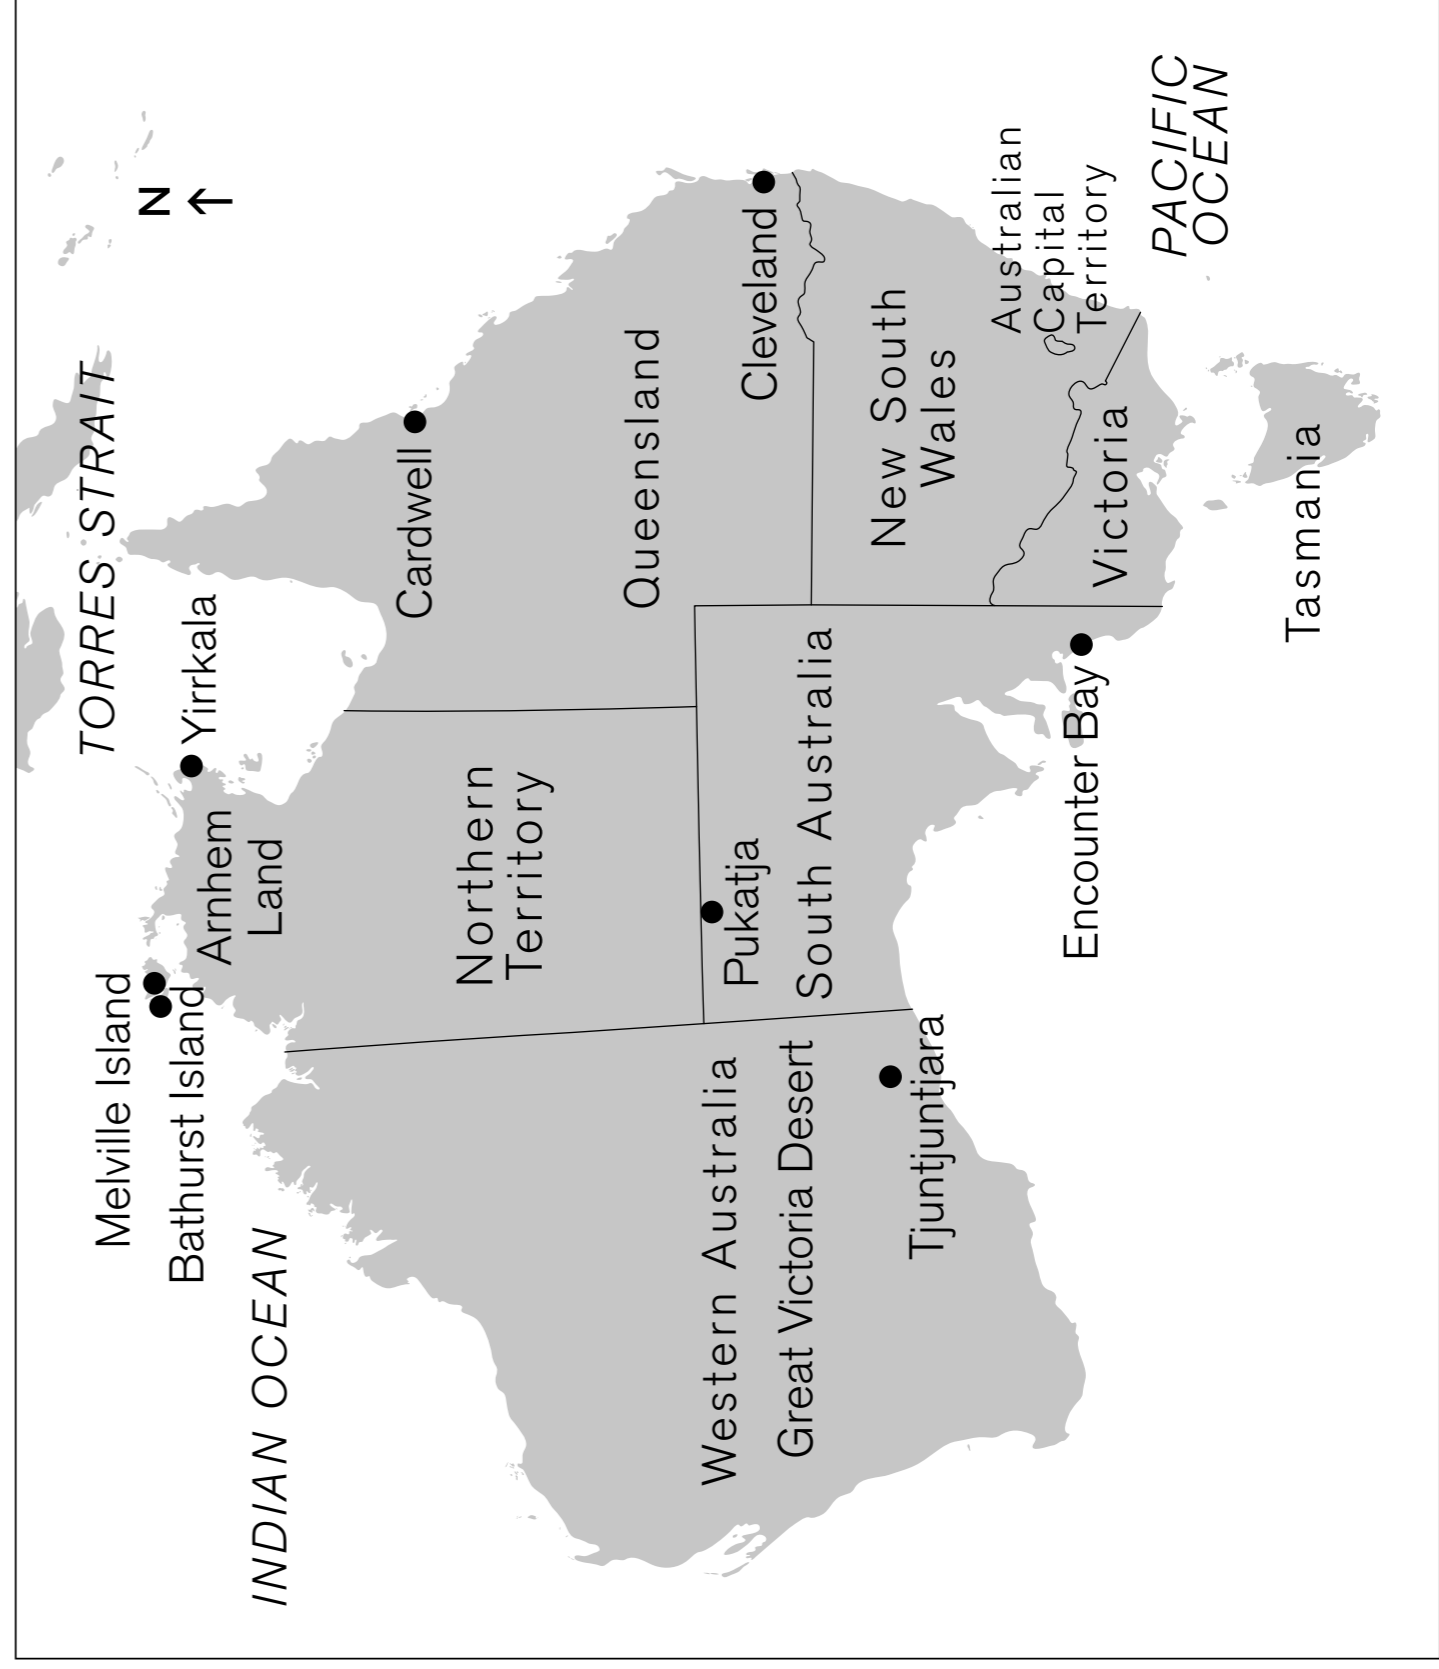 TORRES STRAIT
N
Melville Island
Bathurst Island
Yirrkala
Arnhem
Land
INDIAN OCEAN
Cardwell
Northern
Territory
Queensland
Western Australia
Great Victoria Desert
Pukatja
South Australia
Cleveland
Tjuntjuntjara
New South
Wales
Australian
Capital
Territory
Encounter Bay
Victoria
PACIFIC
OCEAN
Tasmania